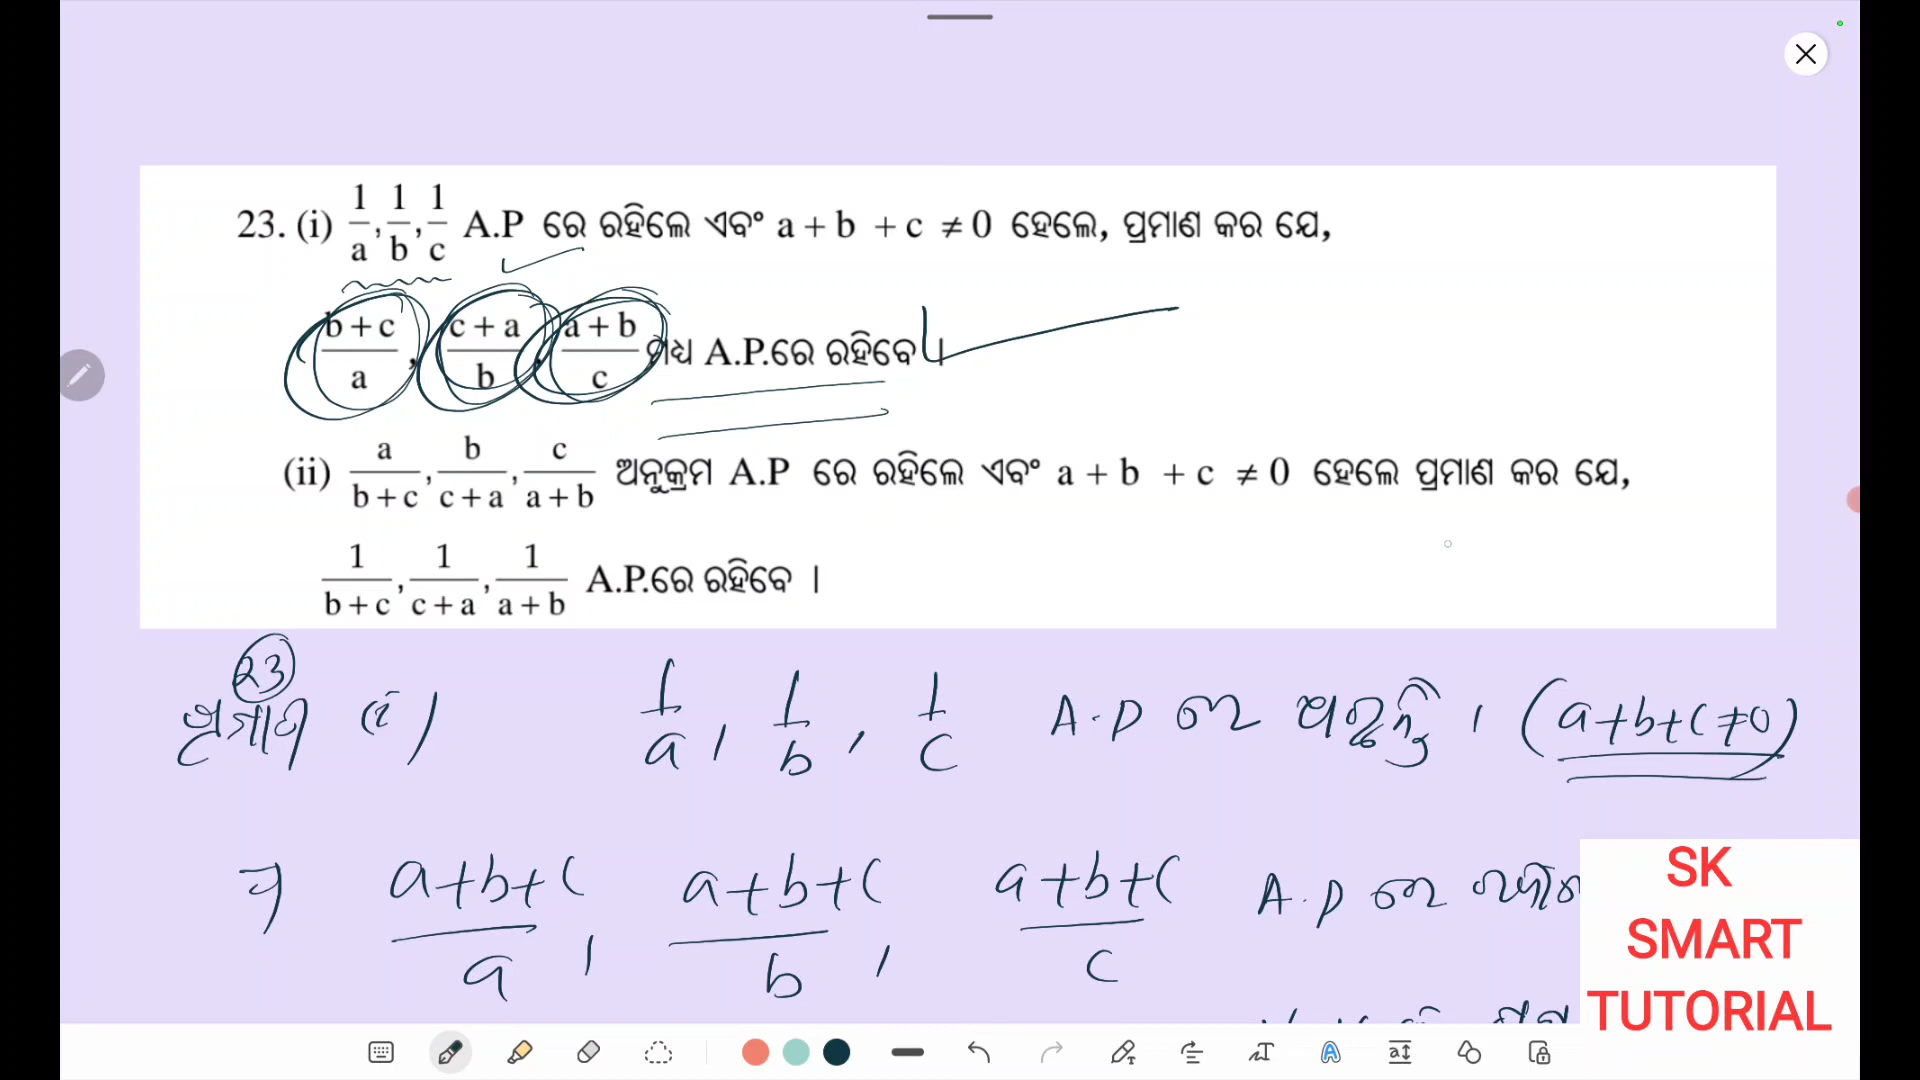 23. (i) 1/a, 1/b, 1/c A.P ରେ ରହିଲେ ଏବଂ a + b + c ≠ 0 ହେଲେ, ପ୍ରମାଣ କର ଯେ,
b + c/a, c + a/b, a + b/c ମଧ୍ୟ A.P.ରେ ରହିବେ ।
(ii) a/b + c, b/c + a, c/a + b ଅନୁକ୍ରମ A.P ରେ ରହିଲେ ଏବଂ a + b + c ≠ 0 ହେଲେ ପ୍ରମାଣ କର ଯେ,
1/b + c, 1/c + a, 1/a + b A.P.ରେ ରହିବେ ।
23
ପ୍ରମାଣ (i) 1/a, 1/b, 1/c A.P ରେ ଅଛନ୍ତି । (a+b+c≠0)
⇒ a+b+c/a, a+b+c/b, a+b+c/c A.P ରେ
SK
SMART
TUTORIAL